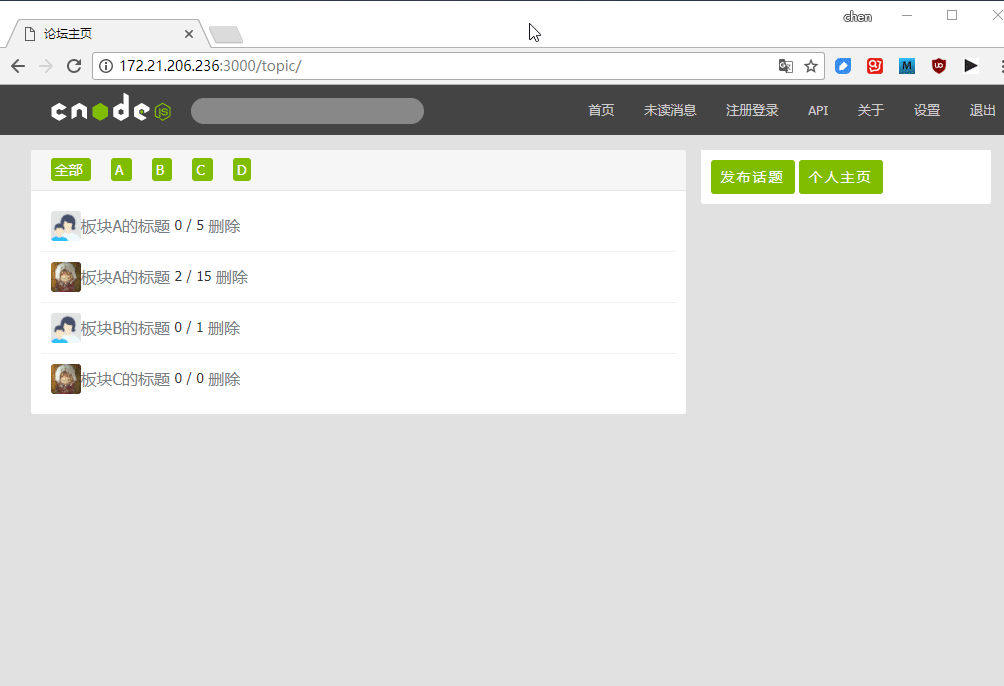 chen
论坛主页
172.21.206.236:3000/topic/
cnode JS
首页 未读消息 注册登录 API 关于 设置 退出
全部 A B C D
发布话题 个人主页
板块A的标题 0 / 5 删除
板块A的标题 2 / 15 删除
板块B的标题 0 / 1 删除
板块C的标题 0 / 0 删除